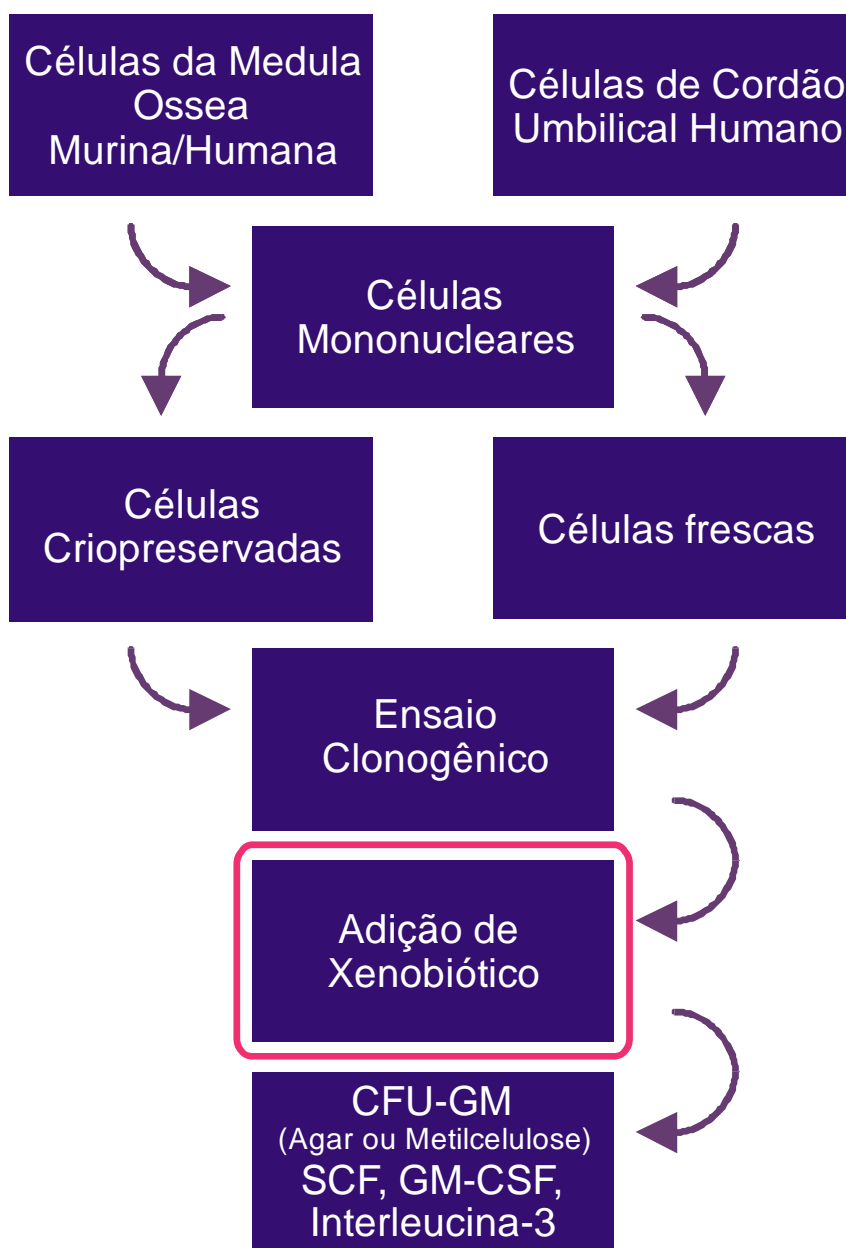 Células da Medula
Ossea
Murina/Humana
Células de Cordão
Umbilical Humano
Células
Mononucleares
Células
Criopreservadas
Células frescas
Ensaio
Clonogênico
Adição de
Xenobiótico
CFU-GM
(Agar ou Metilcelulose)
SCF, GM-CSF,
Interleucina-3